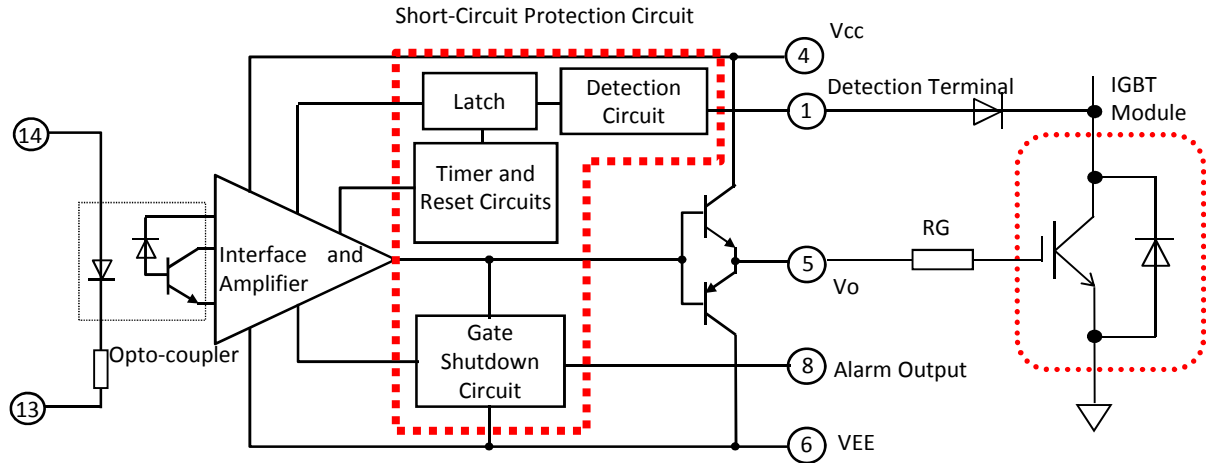 Short-Circuit Protection Circuit
4
Vcc
Latch
Detection
Circuit
1
Detection Terminal
IGBT
Module
14
Timer and
Reset Circuits
Interface and
Amplifier
RG
5
Vo
Opto-coupler
Gate
Shutdown
Circuit
8
Alarm Output
13
6
VEE